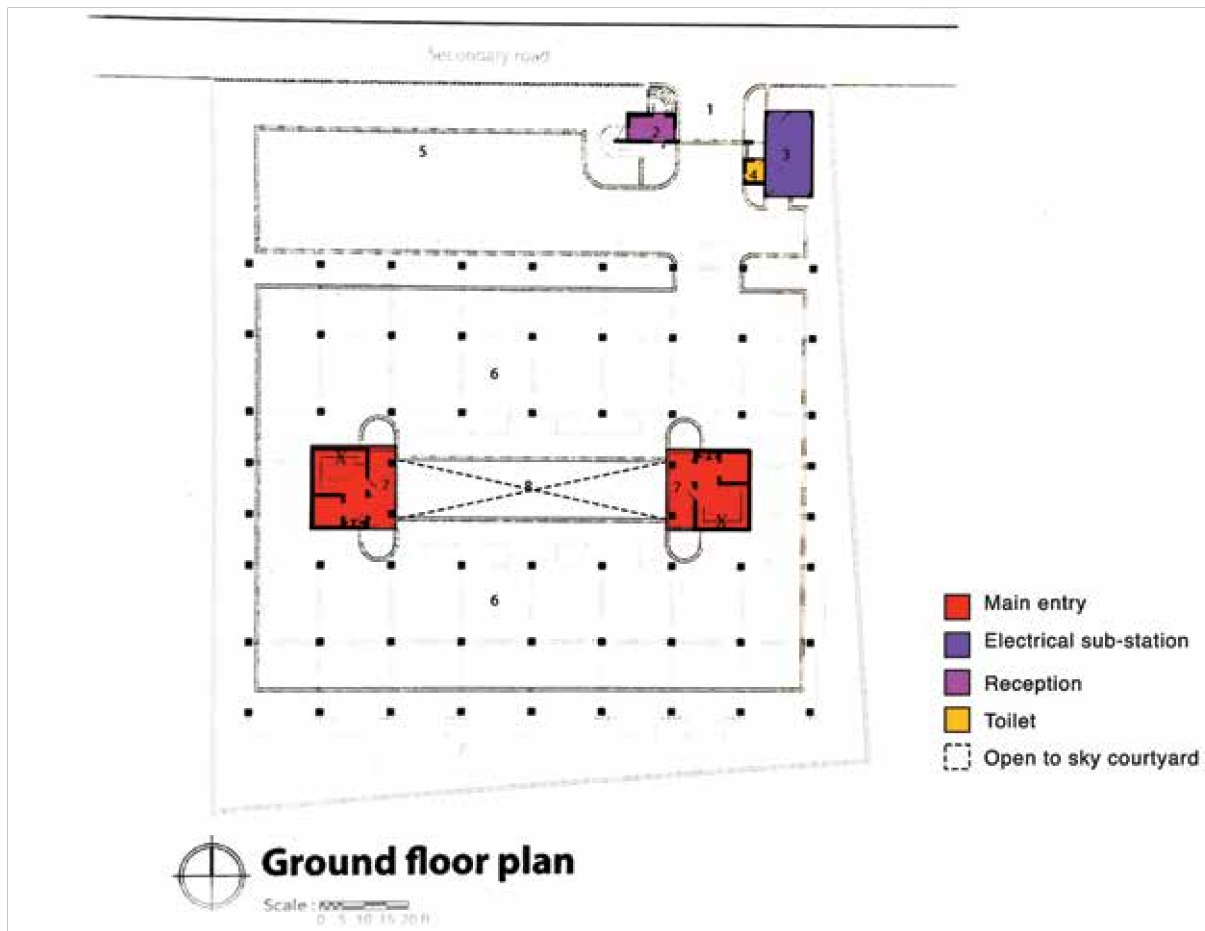 Secondary road
1
2
3
4
5
6
7
8
7
6
Main entry
Electrical sub-station
Reception
Toilet
Open to sky courtyard
Ground floor plan
Scale :
0 5 10 15 20 ft